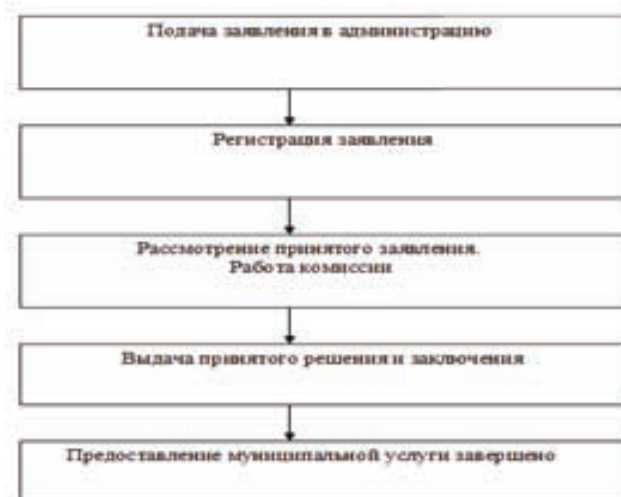 Подача заявления в администрацию
Регистрация заявления
Рассмотрение принятого заявления.
Работа комиссии
Выдача принятого решения и заключения
Предоставление муниципальной услуги завершено